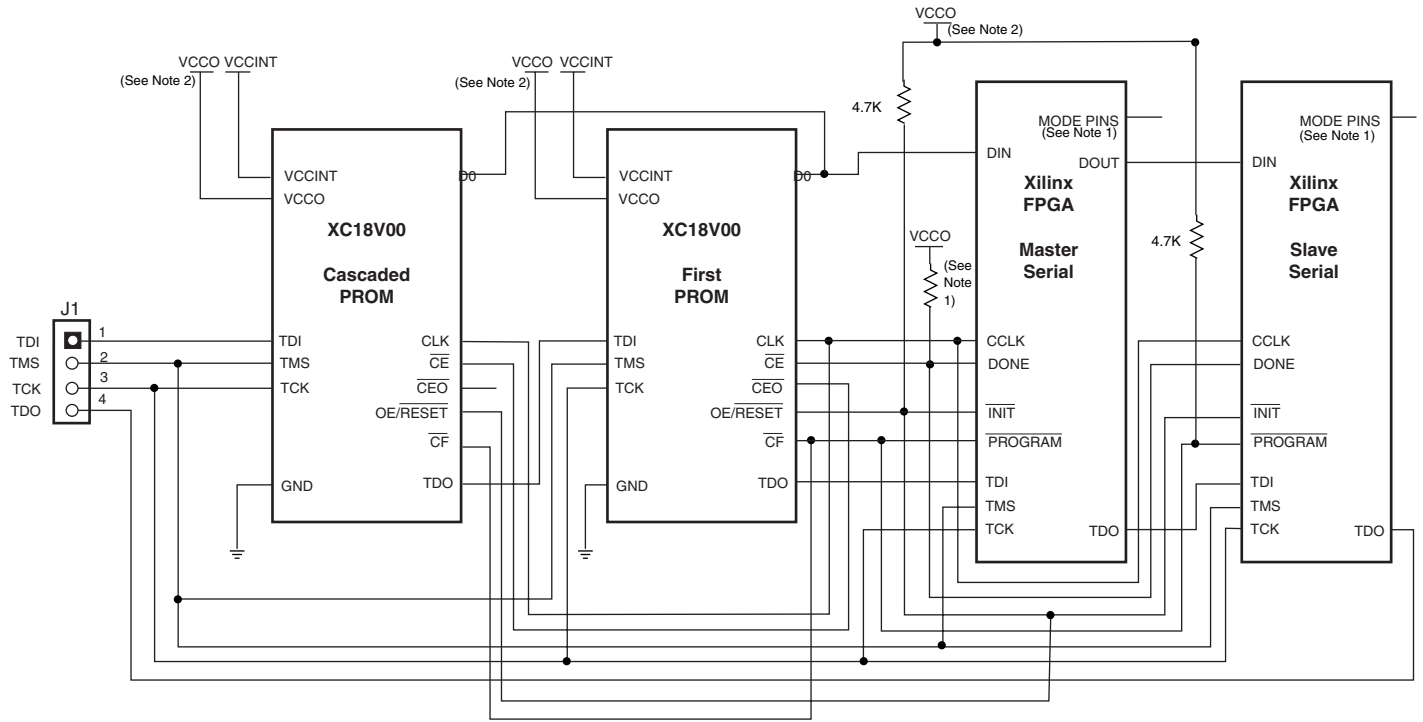 VCCO
(See Note 2)
VCCO VCCINT
(See Note 2)
VCCO VCCINT
(See Note 2)
4.7K
MODE PINS
(See Note 1)
MODE PINS
(See Note 1)
DIN
DOUT
DIN
VCCINT
D0
VCCINT
D0
VCCO
VCCO
Xilinx
FPGA
Master
Serial
Xilinx
FPGA
Slave
Serial
XC18V00
Cascaded
PROM
XC18V00
First
PROM
VCCO
(See
Note
1)
4.7K
J1
TDI
TMS
TCK
TDO
1
2
3
4
TDI
TMS
TCK
GND
CLK
CE
CEO
OE/RESET
CF
TDO
TDI
TMS
TCK
GND
CLK
CE
CEO
OE/RESET
CF
TDO
CCLK
DONE
INIT
PROGRAM
TDI
TMS
TCK
TDO
CCLK
DONE
INIT
PROGRAM
TDI
TMS
TCK
TDO